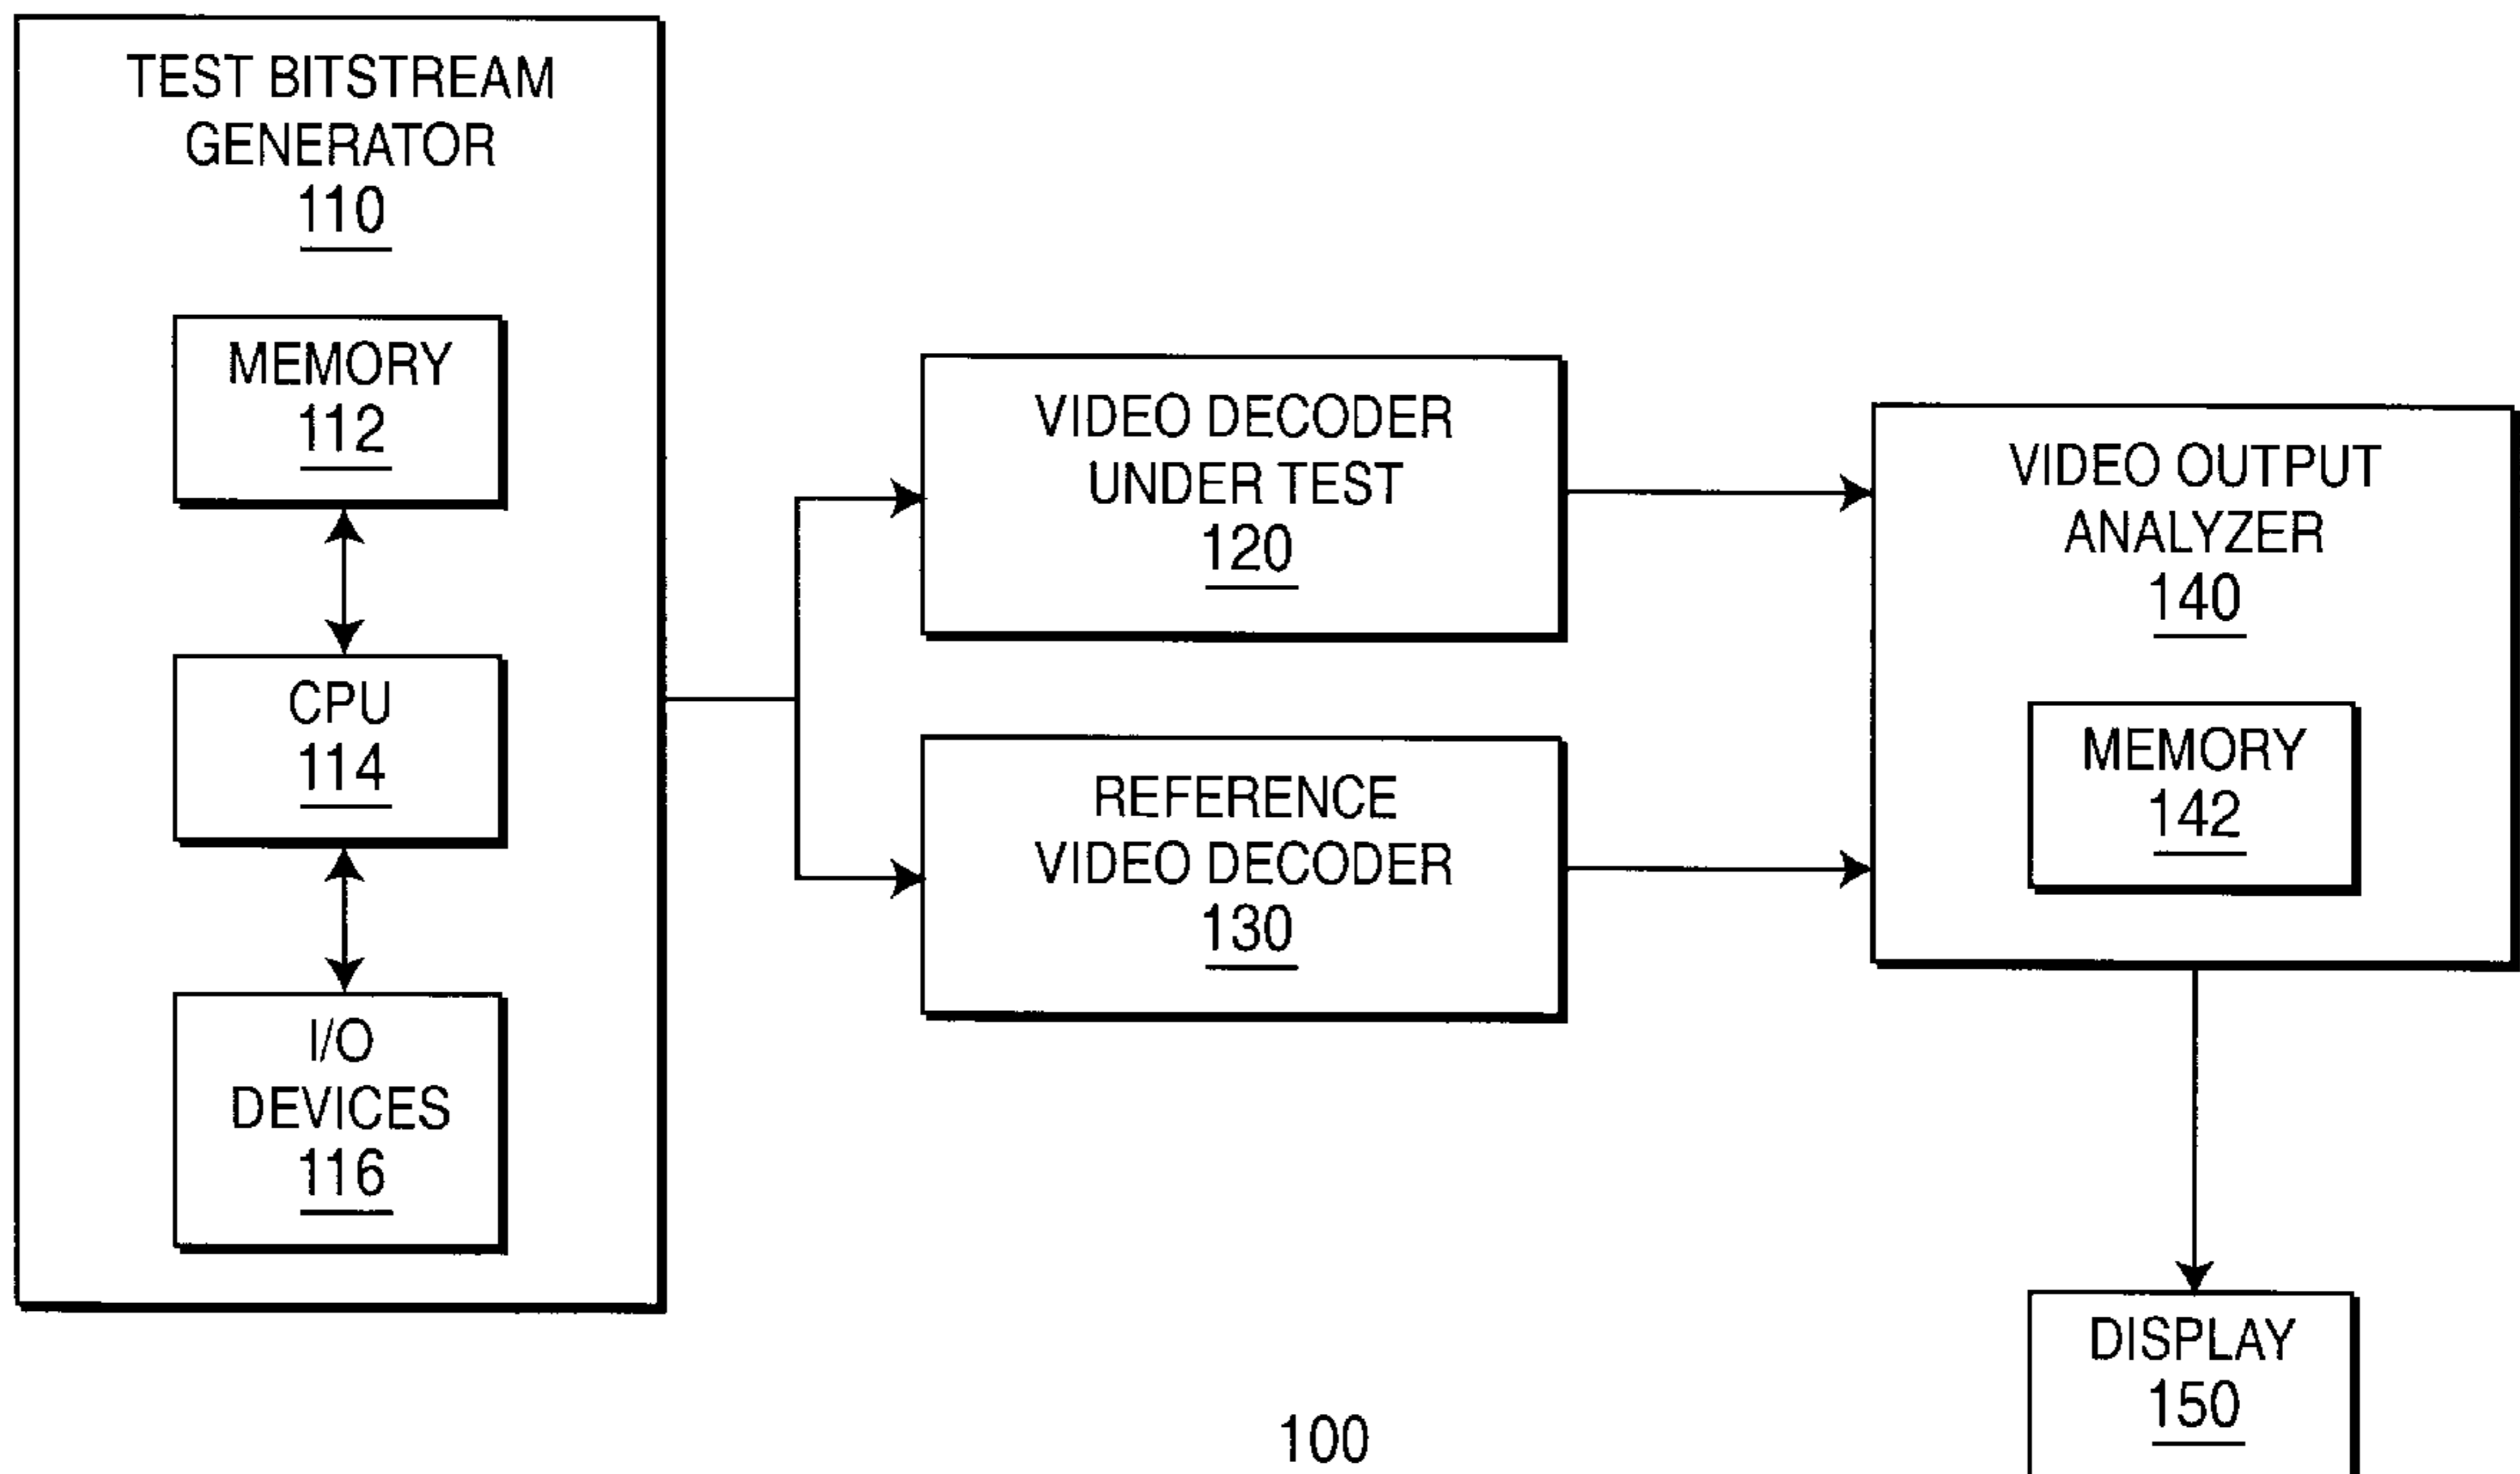 TEST BITSTREAM
GENERATOR
110
MEMORY
112
CPU
114
I/O
DEVICES
116
VIDEO DECODER
UNDER TEST
120
REFERENCE
VIDEO DECODER
130
VIDEO OUTPUT
ANALYZER
140
MEMORY
142
DISPLAY
150
100